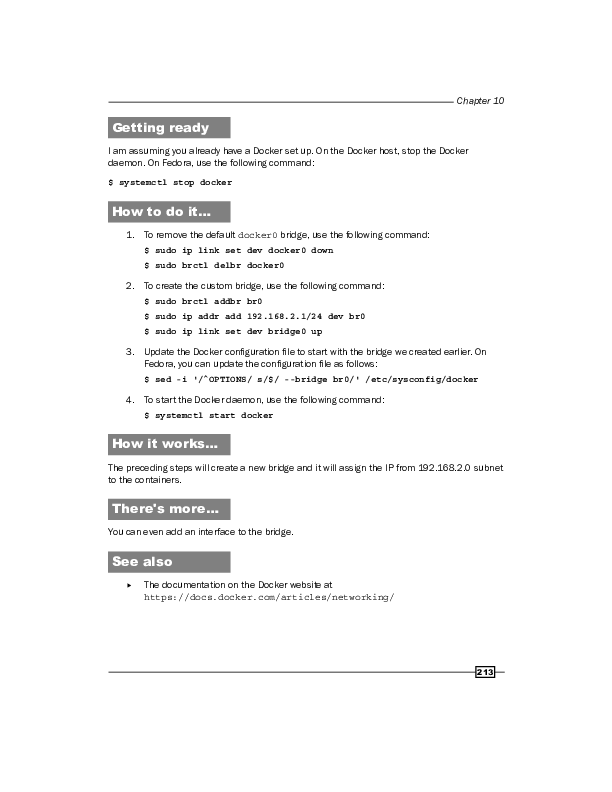 Chapter 10
Getting ready
I am assuming you already have a Docker set up. On the Docker host, stop the Docker
daemon. On Fedora, use the following command:
$ systemctl stop docker
How to do it…
1. To remove the default docker0 bridge, use the following command:
$ sudo ip link set dev docker0 down
$ sudo brctl delbr docker0
2. To create the custom bridge, use the following command:
$ sudo brctl addbr br0
$ sudo ip addr add 192.168.2.1/24 dev br0
$ sudo ip link set dev bridge0 up
3. Update the Docker configuration file to start with the bridge we created earlier. On
Fedora, you can update the configuration file as follows:
$ sed -i '/^OPTIONS/ s/$/ --bridge br0/' /etc/sysconfig/docker
4. To start the Docker daemon, use the following command:
$ systemctl start docker
How it works…
The preceding steps will create a new bridge and it will assign the IP from 192.168.2.0 subnet
to the containers.
There's more…
You can even add an interface to the bridge.
See also
▸ The documentation on the Docker website at
https://docs.docker.com/articles/networking/
213